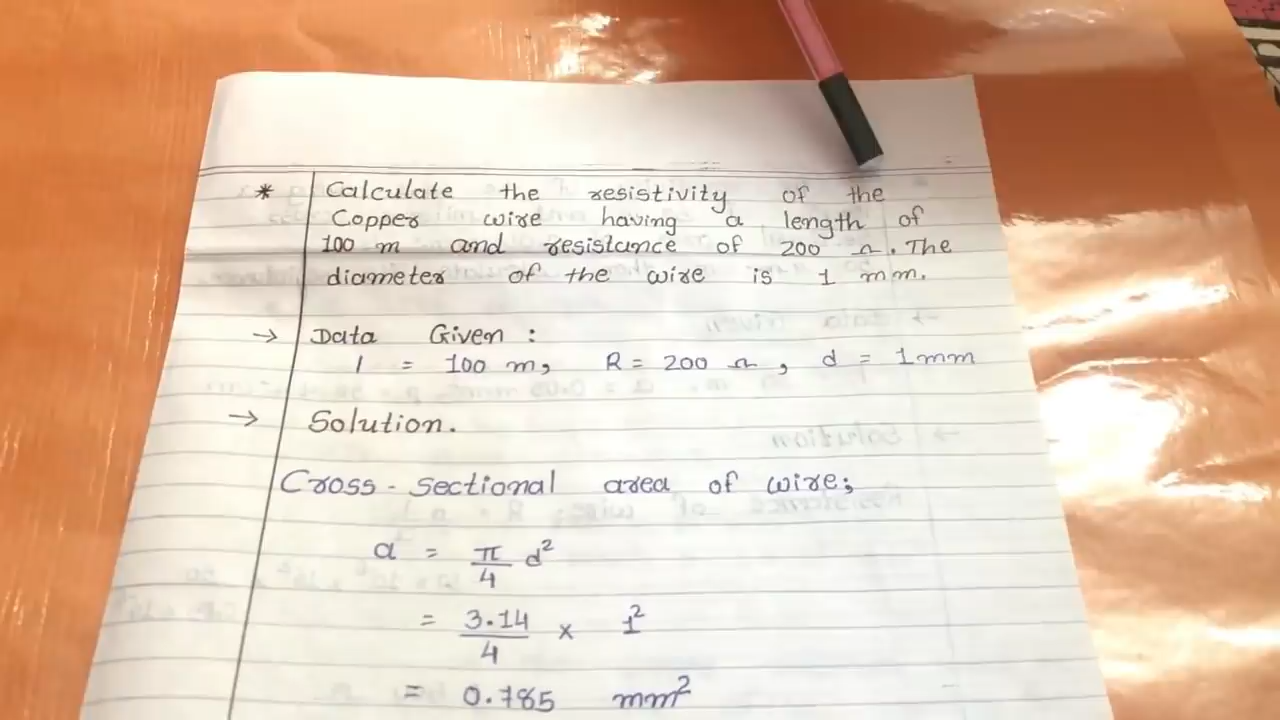 * Calculate the resistivity of the
Copper wire having a length of
100 m and resistance of 200 Ω. The
diameter of the wire is 1 mm.
→ Data Given :
l = 100 m, R = 200 Ω, d = 1mm
→ Solution.
Cross-sectional area of wire;
a = π/4 d²
= 3.14/4 × 1²
= 0.785 mm²